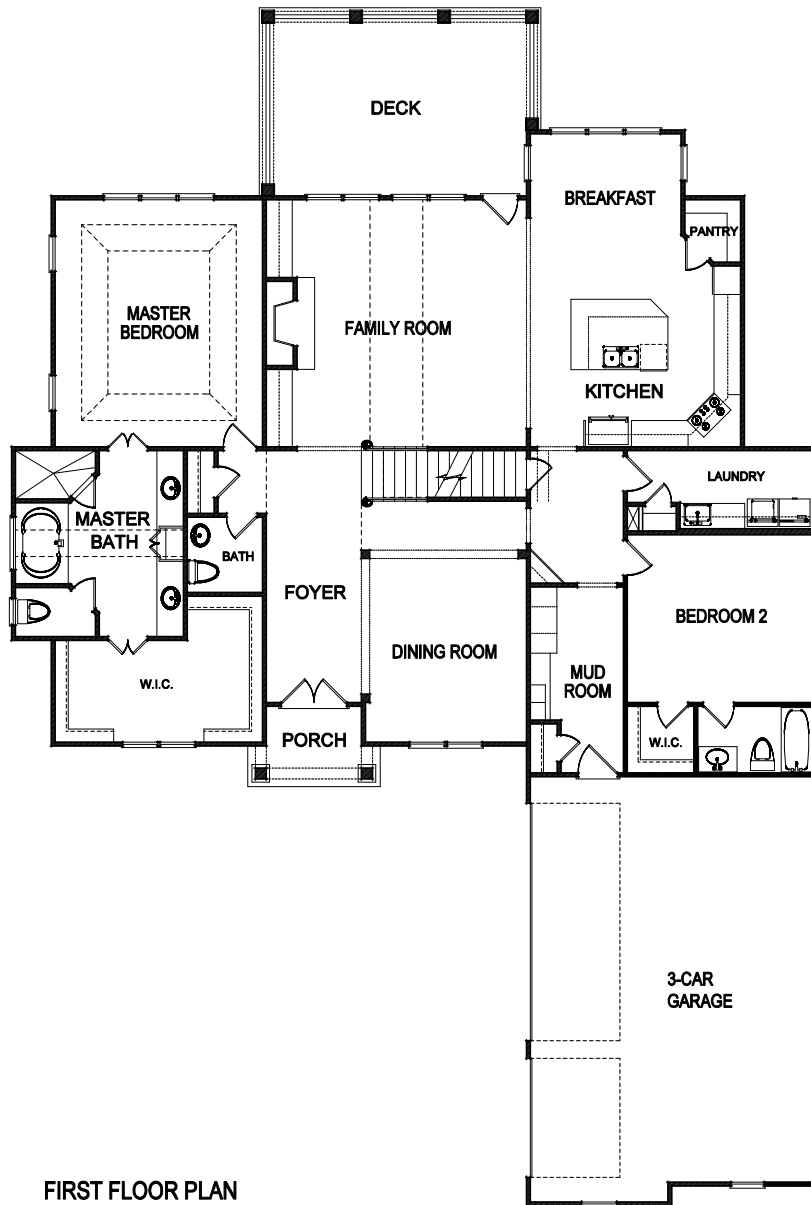 DECK
BREAKFAST
PANTRY
MASTER
BEDROOM
FAMILY ROOM
KITCHEN
LAUNDRY
MASTER
BATH
BATH
FOYER
BEDROOM 2
DINING ROOM
MUD
ROOM
W.I.C.
PORCH
W.I.C.
3-CAR
GARAGE
FIRST FLOOR PLAN